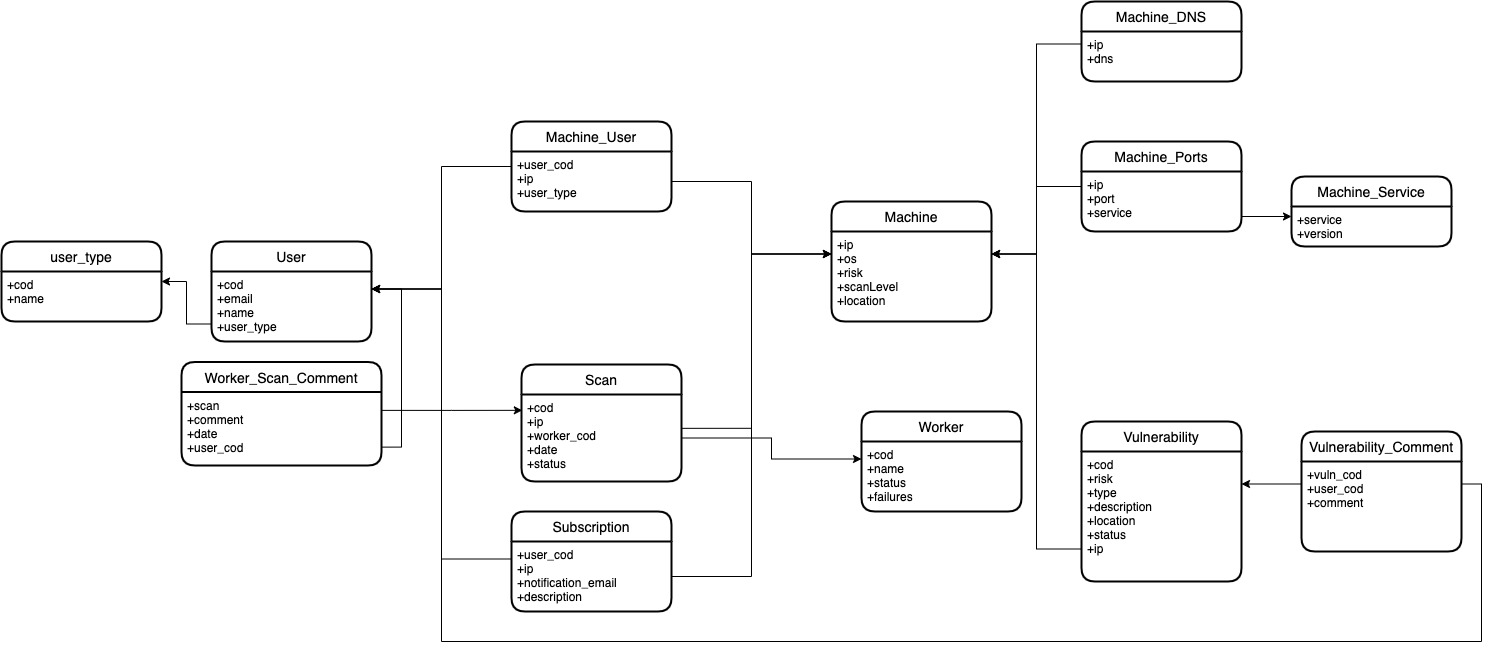 Machine_DNS
+ip
+dns
Machine_User
+user_cod
+ip
+user_type
Machine_Ports
+ip
+port
+service
Machine_Service
+service
+version
Machine
+ip
+os
+risk
+scanLevel
+location
user_type
+cod
+name
User
+cod
+email
+name
+user_type
Worker_Scan_Comment
+scan
+comment
+date
+user_cod
Scan
+cod
+ip
+worker_cod
+date
+status
Worker
+cod
+name
+status
+failures
Vulnerability
+cod
+risk
+type
+description
+location
+status
+ip
Vulnerability_Comment
+vuln_cod
+user_cod
+comment
Subscription
+user_cod
+ip
+notification_email
+description